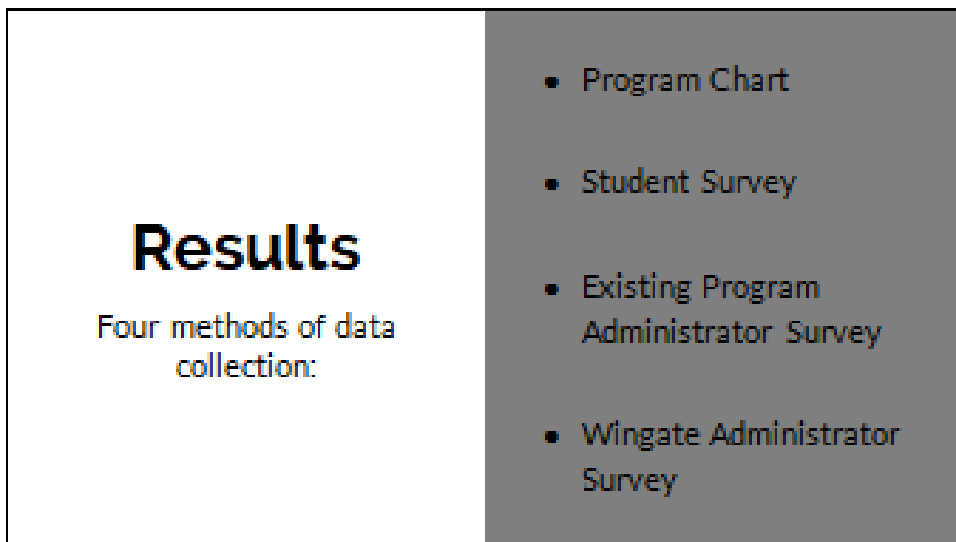 Results
Four methods of data
collection:
• Program Chart
• Student Survey
• Existing Program
Administrator Survey
• Wingate Administrator
Survey